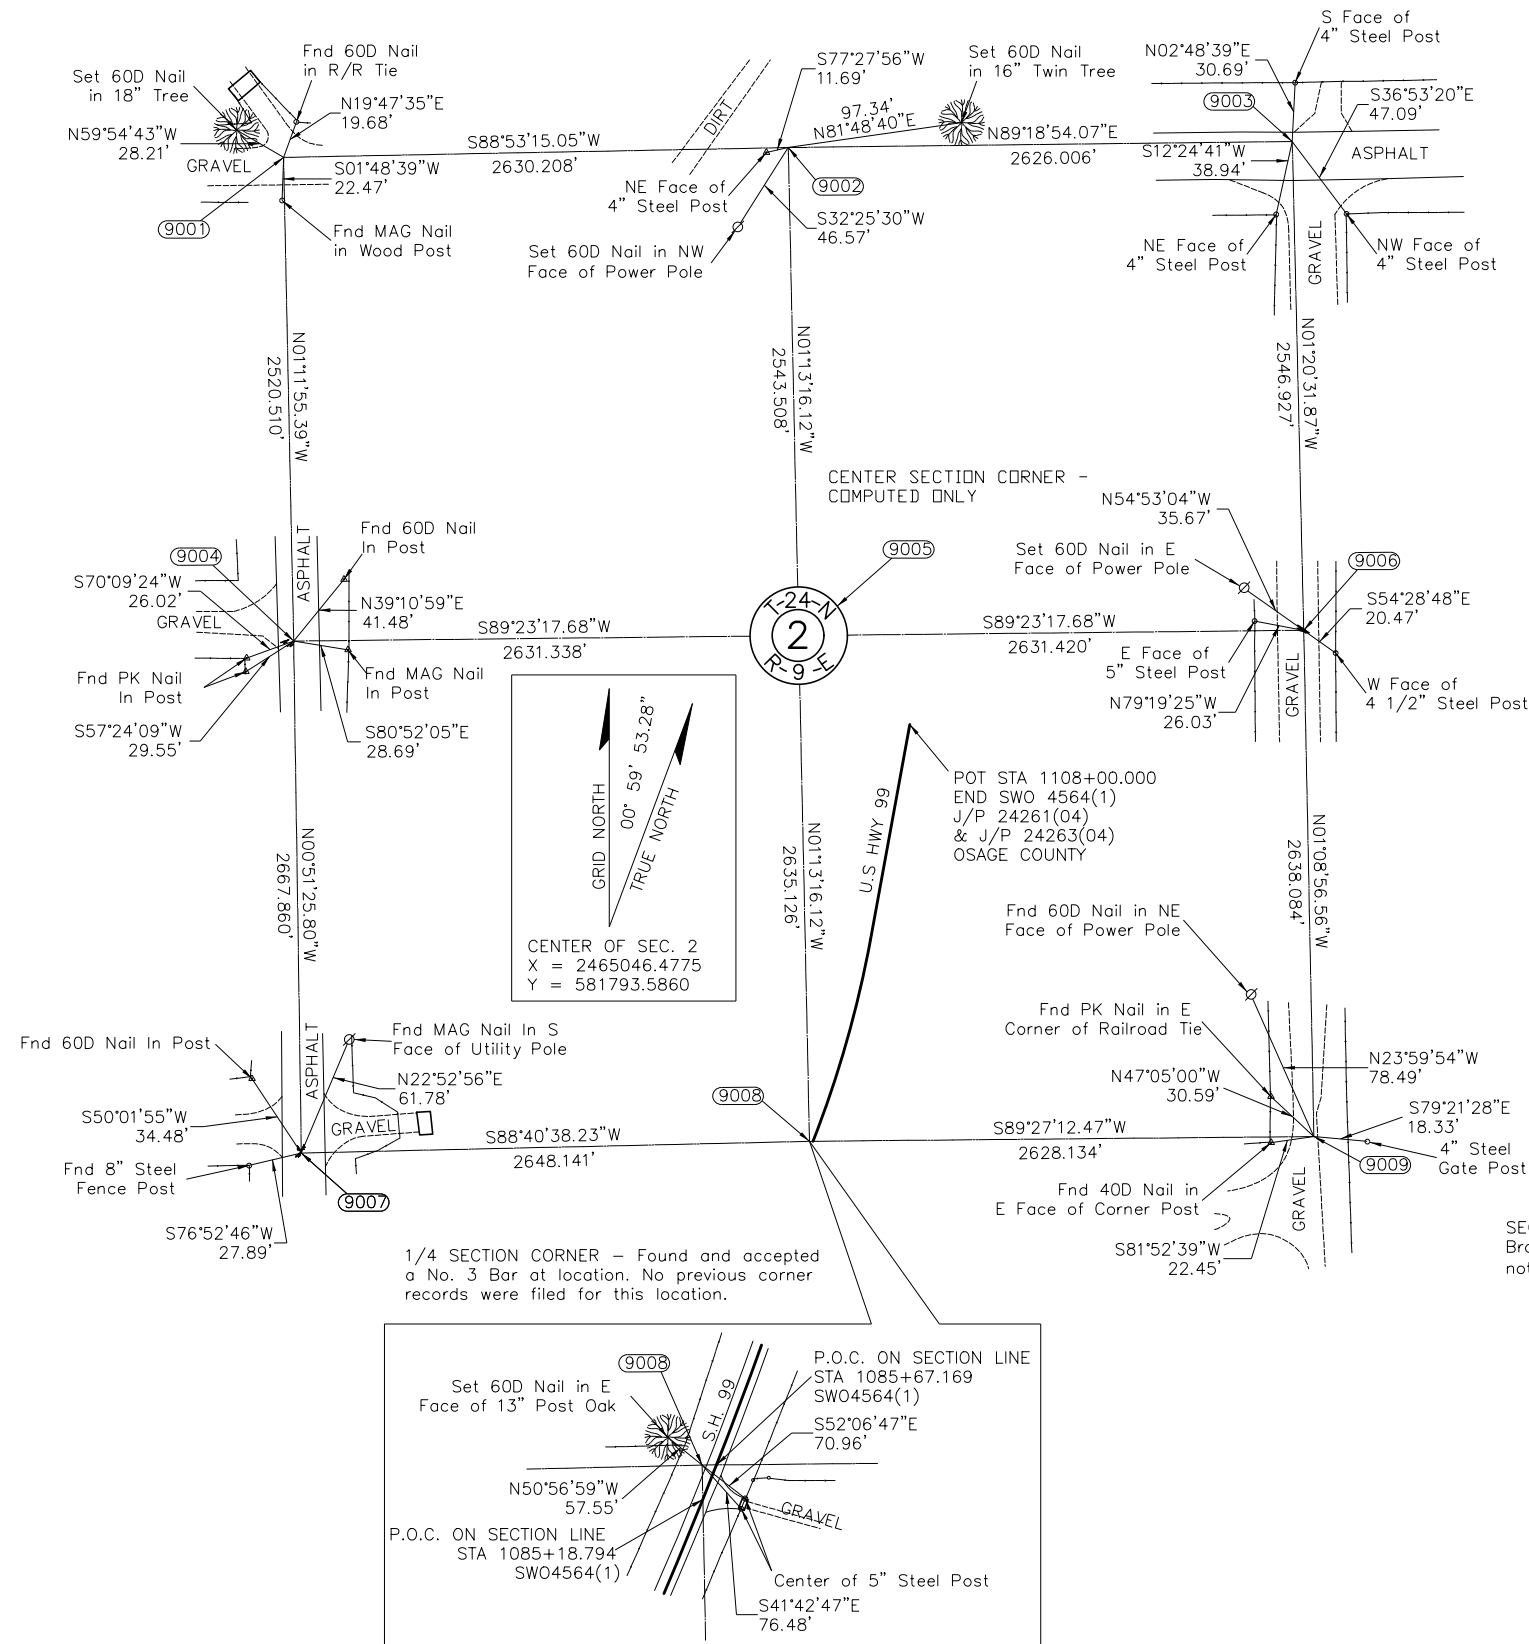 S Face of
4" Steel Post
Fnd 60D Nail
in R/R Tie
Set 60D Nail
in 18" Tree
N19°47'35"E
19.68'
N59°54'43"W
28.21'
GRAVEL
S01°48'39"W
22.47'
9001
Fnd MAG Nail
in Wood Post
S88°53'15.05"W
2630.208'
DIRT
S77°27'56"W
11.69'
Set 60D Nail
in 16" Twin Tree
97.34'
N81°48'40"E
NE Face of
4" Steel Post
9002
S32°25'30"W
46.57'
Set 60D Nail in NW
Face of Power Pole
N89°18'54.07"E
2626.006'
N02°48'39"E
30.69'
9003
S36°53'20"E
47.09'
S12°24'41"W
38.94'
ASPHALT
NE Face of
4" Steel Post
GRAVEL
NW Face of
4" Steel Post
N01°11'55.39"W
2520.510'
N01°13'16.12"W
2543.508'
N01°20'31.87"W
2546.927'
CENTER SECTION CORNER -
COMPUTED ONLY
9005
N54°53'04"W
35.67'
Set 60D Nail in E
Face of Power Pole
9006
S54°28'48"E
20.47'
Fnd 60D Nail
In Post
ASPHALT
9004
S70°09'24"W
26.02'
GRAVEL
N39°10'59"E
41.48'
S89°23'17.68"W
2631.338'
T-24-N
2
R-9-E
S89°23'17.68"W
2631.420'
E Face of
5" Steel Post
N79°19'25"W
26.03'
GRAVEL
W Face of
4 1/2" Steel Post
Fnd PK Nail
In Post
Fnd MAG Nail
In Post
S57°24'09"W
29.55'
S80°52'05"E
28.69'
GRID NORTH
00° 59' 53.28"
TRUE NORTH
CENTER OF SEC. 2
X = 2465046.4775
Y = 581793.5860
U.S HWY 99
POT STA 1108+00.000
END SWO 4564(1)
J/P 24261(04)
& J/P 24263(04)
OSAGE COUNTY
N00°51'25.80"W
2667.860'
N01°13'16.12"W
2635.126'
N01°08'56.56"W
2638.084'
Fnd 60D Nail in NE
Face of Power Pole
Fnd PK Nail in E
Corner of Railroad Tie
N23°59'54"W
78.49'
N47°05'00"W
30.59'
S79°21'28"E
18.33'
4" Steel
Gate Post
9009
Fnd 60D Nail In Post
ASPHALT
Fnd MAG Nail In S
Face of Utility Pole
N22°52'56"E
61.78'
S50°01'55"W
34.48'
GRAVEL
9008
S88°40'38.23"W
2648.141'
S89°27'12.47"W
2628.134'
Fnd 8" Steel
Fence Post
9007
S76°52'46"W
27.89'
Fnd 40D Nail in
E Face of Corner Post
S81°52'39"W
22.45'
GRAVEL
1/4 SECTION CORNER – Found and accepted
a No. 3 Bar at location. No previous corner
records were filed for this location.
9008
Set 60D Nail in E
Face of 13" Post Oak
S.H. 99
P.O.C. ON SECTION LINE
STA 1085+67.169
SWO4564(1)
S52°06'47"E
70.96'
N50°56'59"W
57.55'
GRAVEL
P.O.C. ON SECTION LINE
STA 1085+18.794
SWO4564(1)
Center of 5" Steel Post
S41°42'47"E
76.48'